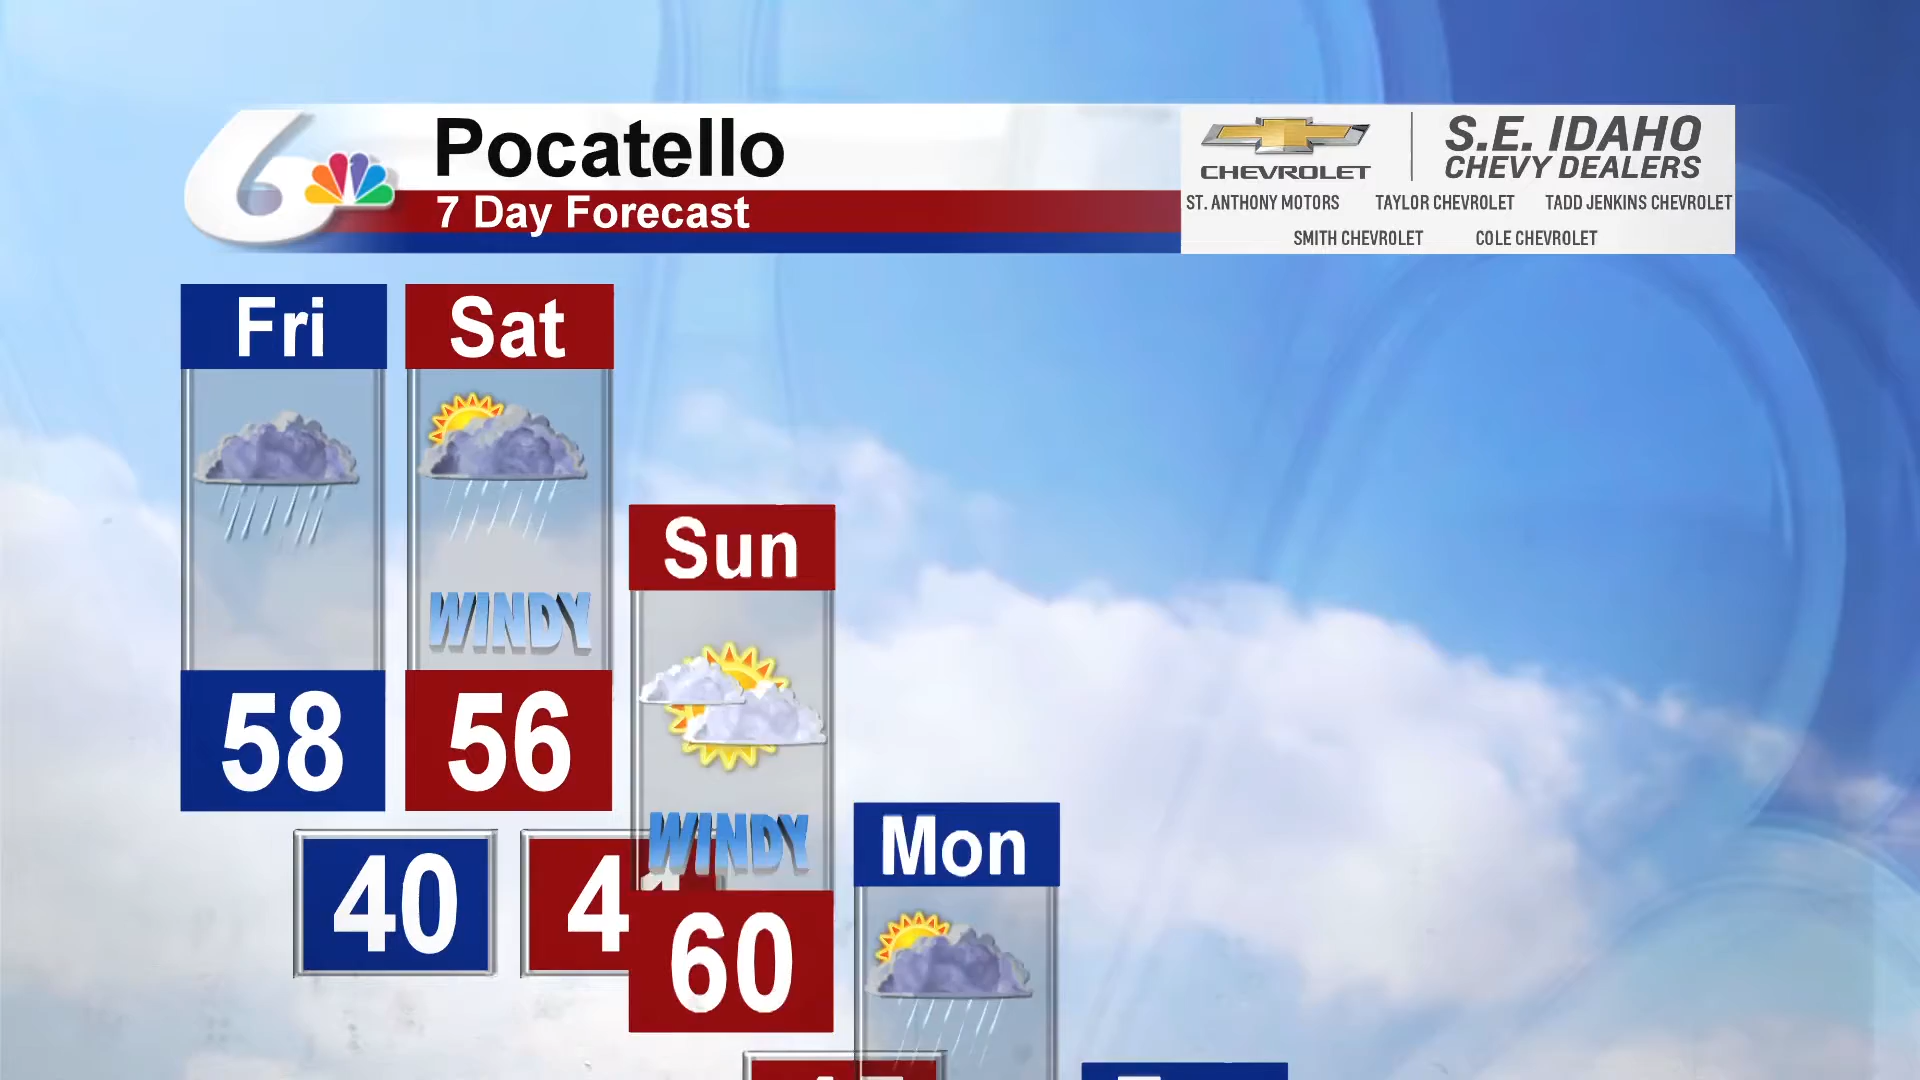 6
Pocatello
7 Day Forecast
CHEVROLET
S.E. IDAHO
CHEVY DEALERS
ST. ANTHONY MOTORS TAYLOR CHEVROLET TADD JENKINS CHEVROLET
SMITH CHEVROLET COLE CHEVROLET
Fri
58
40
Sat
WINDY
56
Sun
WINDY
60
Mon